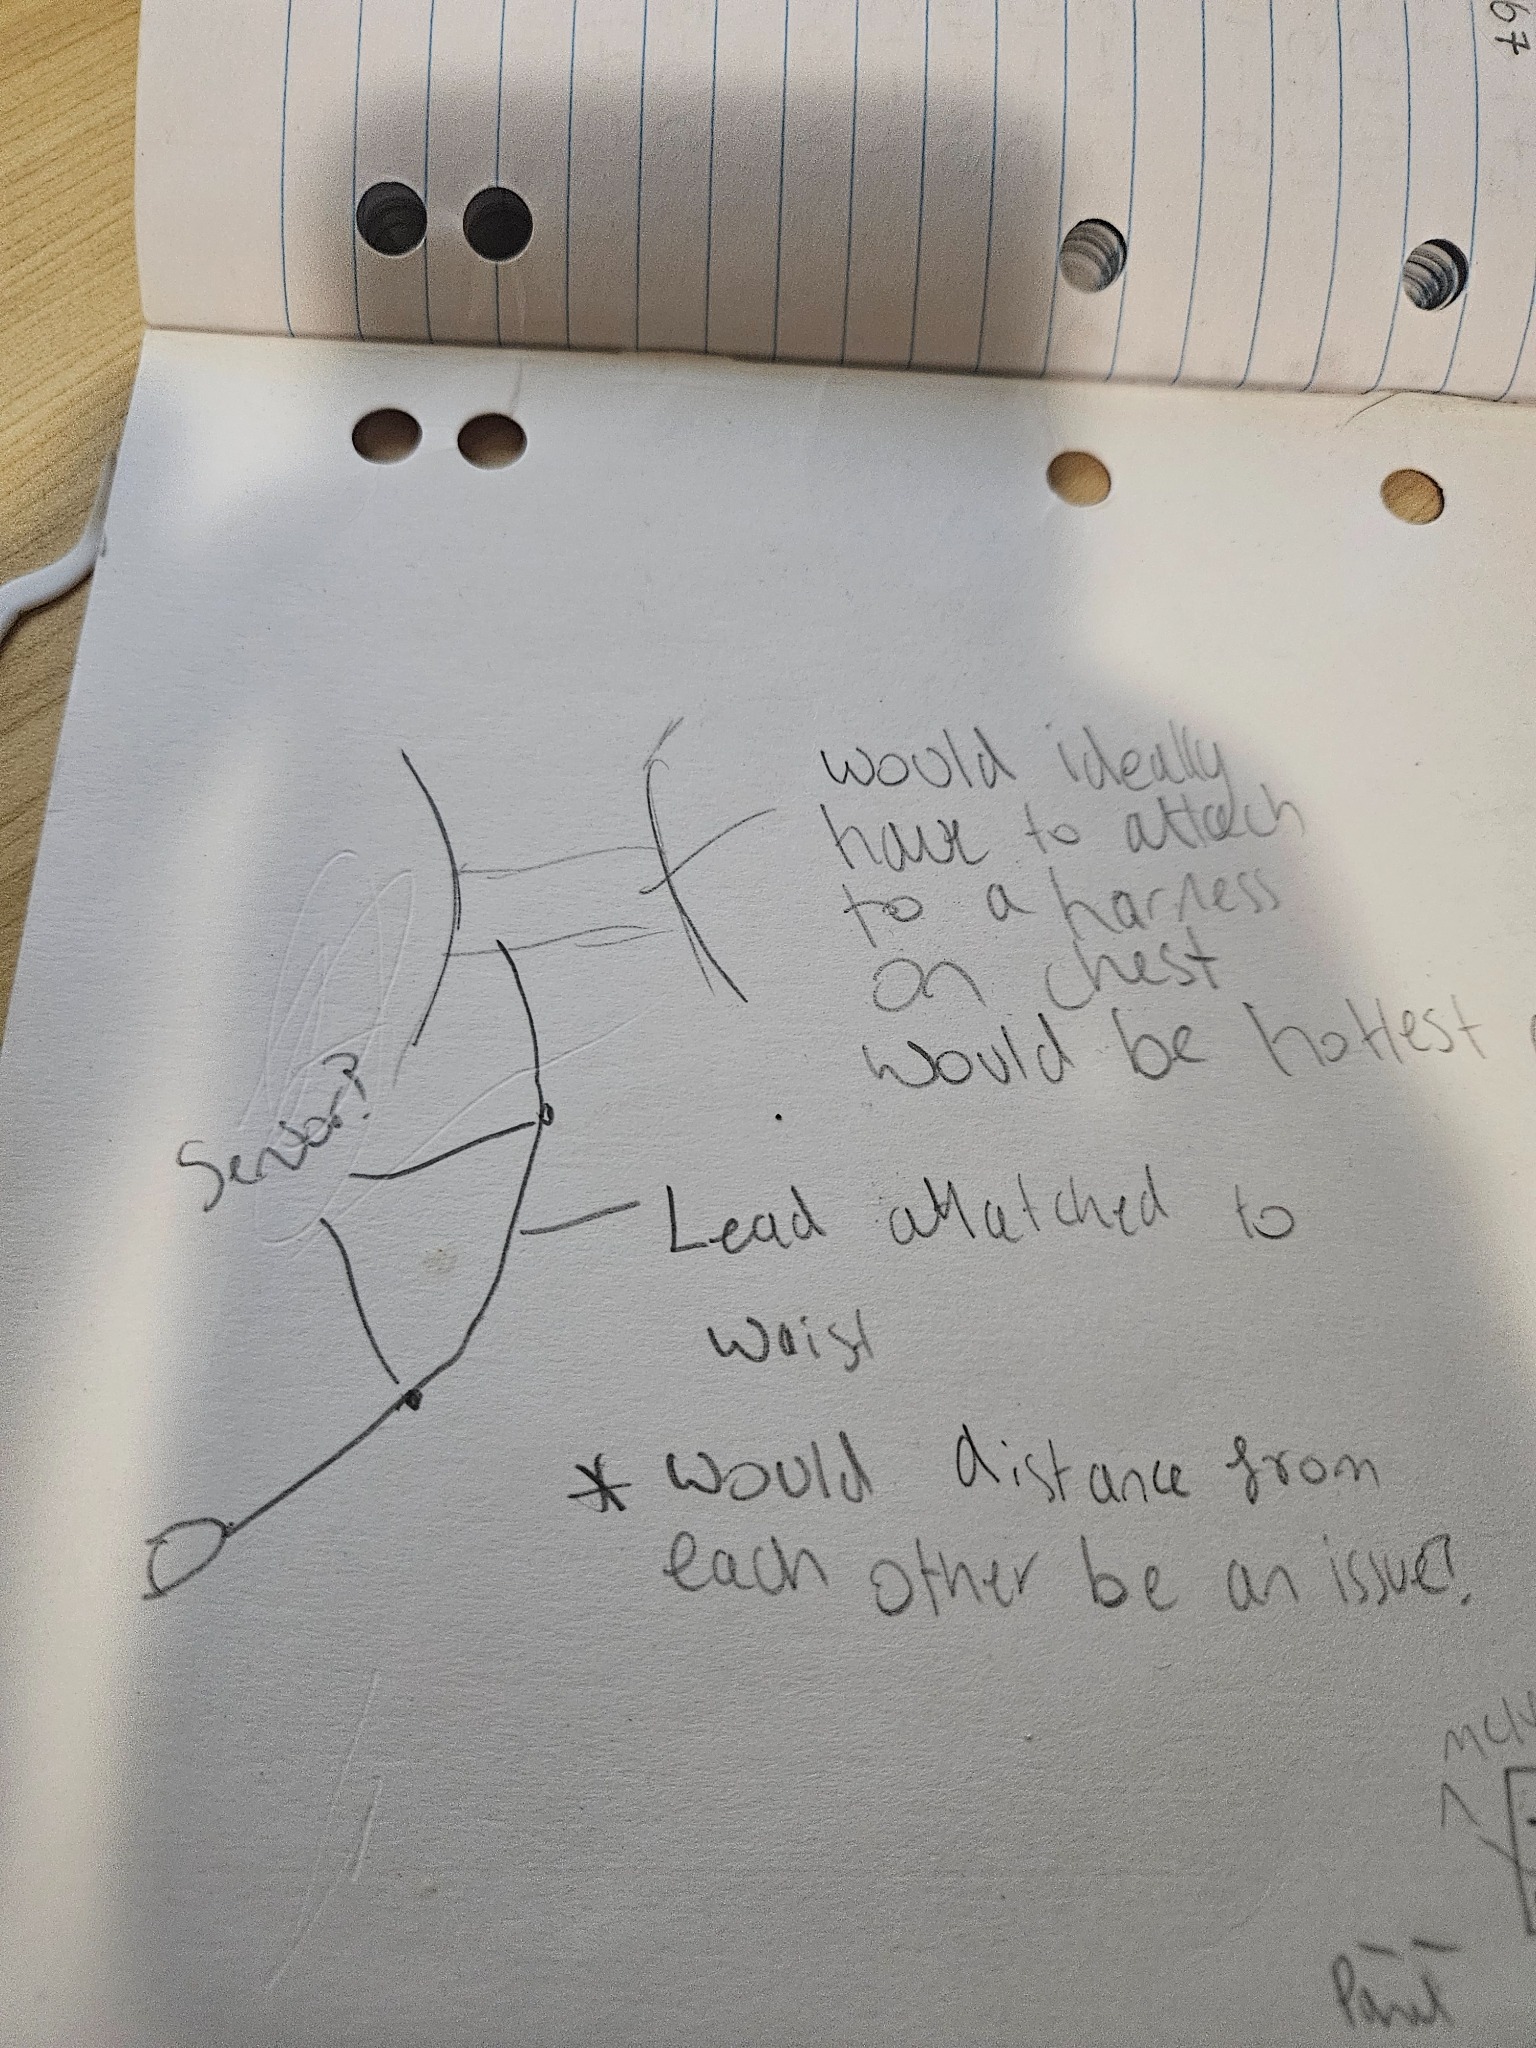 67
would ideally
have to attach
to a harness
on chest
would be hottest
Sensor?
Lead attatched to
waist
* would distance from
each other be an issue?
Panel